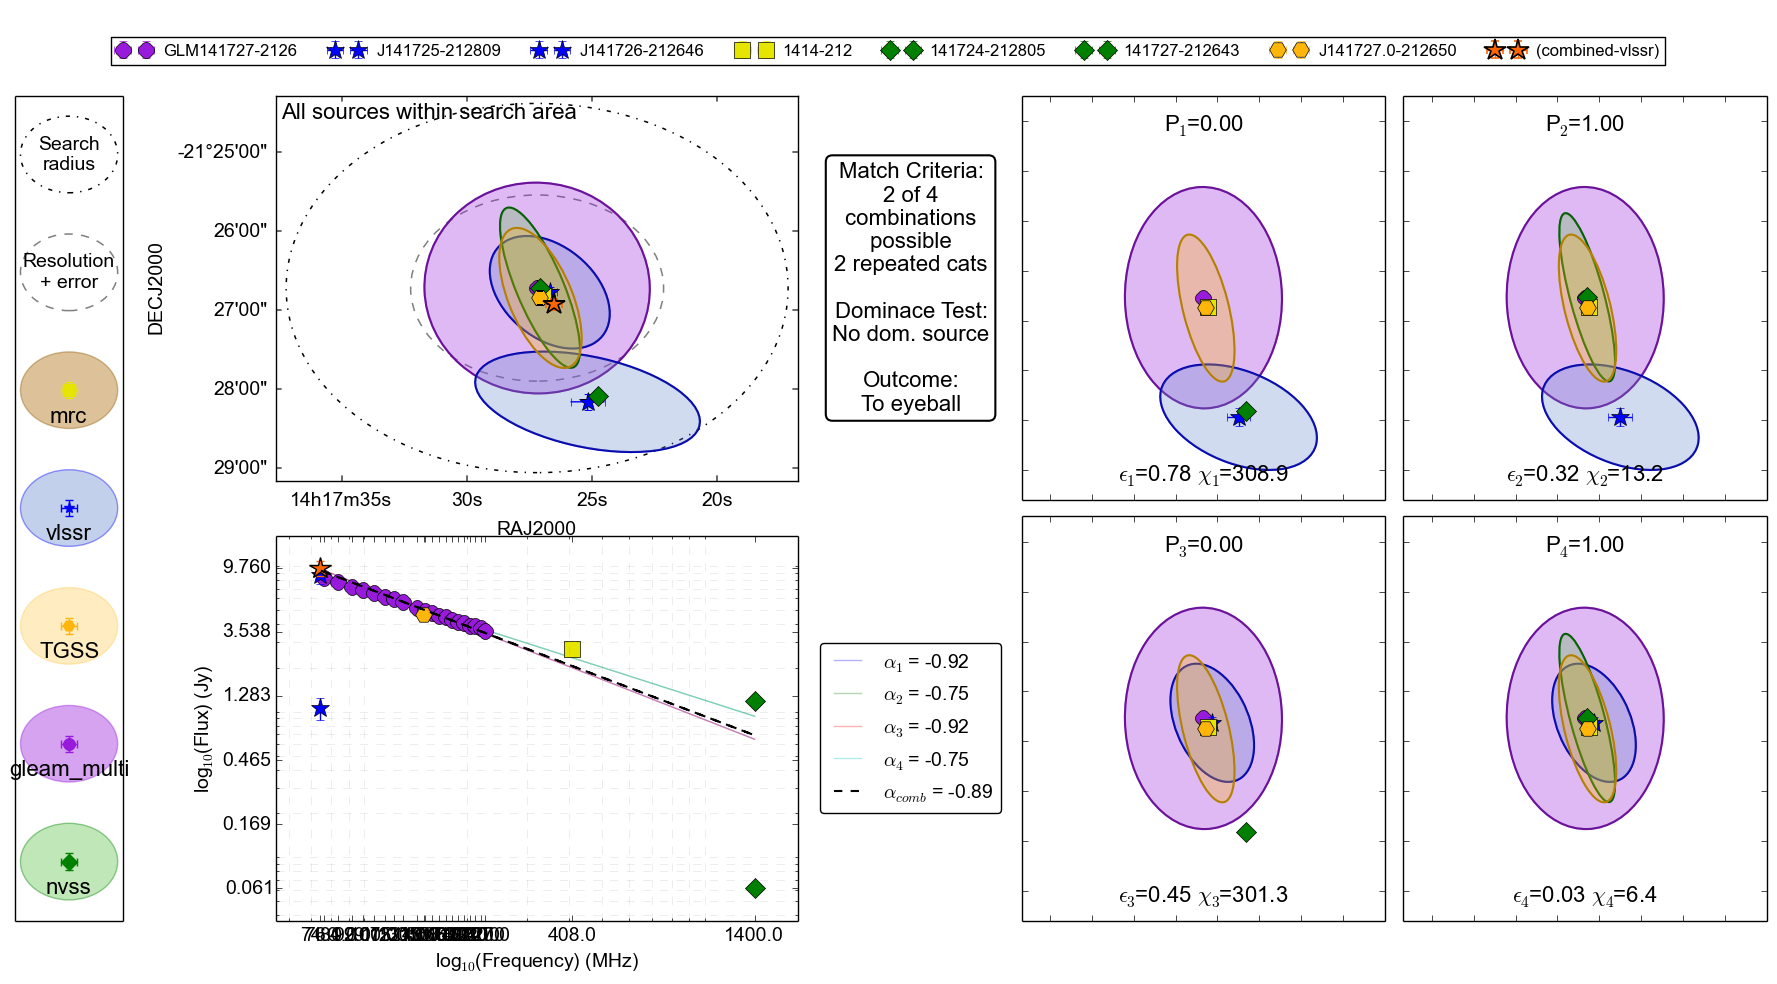 GLM141727-2126 J141725-212809 J141726-212646 1414-212 141724-212805 141727-212643 J141727.0-212650 (combined-vlssr)
Search
radius
Resolution
+ error
mrc
vlssr
TGSS
gleam_multi
nvss
All sources within search area
DECJ2000
-21°25'00"
26'00"
27'00"
28'00"
29'00"
14h17m35s 30s 25s 20s
RAJ2000
Match Criteria:
2 of 4
combinations
possible
2 repeated cats
Dominace Test:
No dom. source
Outcome:
To eyeball
P1=0.00
ϵ1=0.78 χ1=308.9
P2=1.00
ϵ2=0.32 χ2=13.2
log10(Flux) (Jy)
9.760
3.538
1.283
0.465
0.169
0.061
408.0 1400.0
log10(Frequency) (MHz)
α1 = -0.92
α2 = -0.75
α3 = -0.92
α4 = -0.75
αcomb = -0.89
P3=0.00
ϵ3=0.45 χ3=301.3
P4=1.00
ϵ4=0.03 χ4=6.4